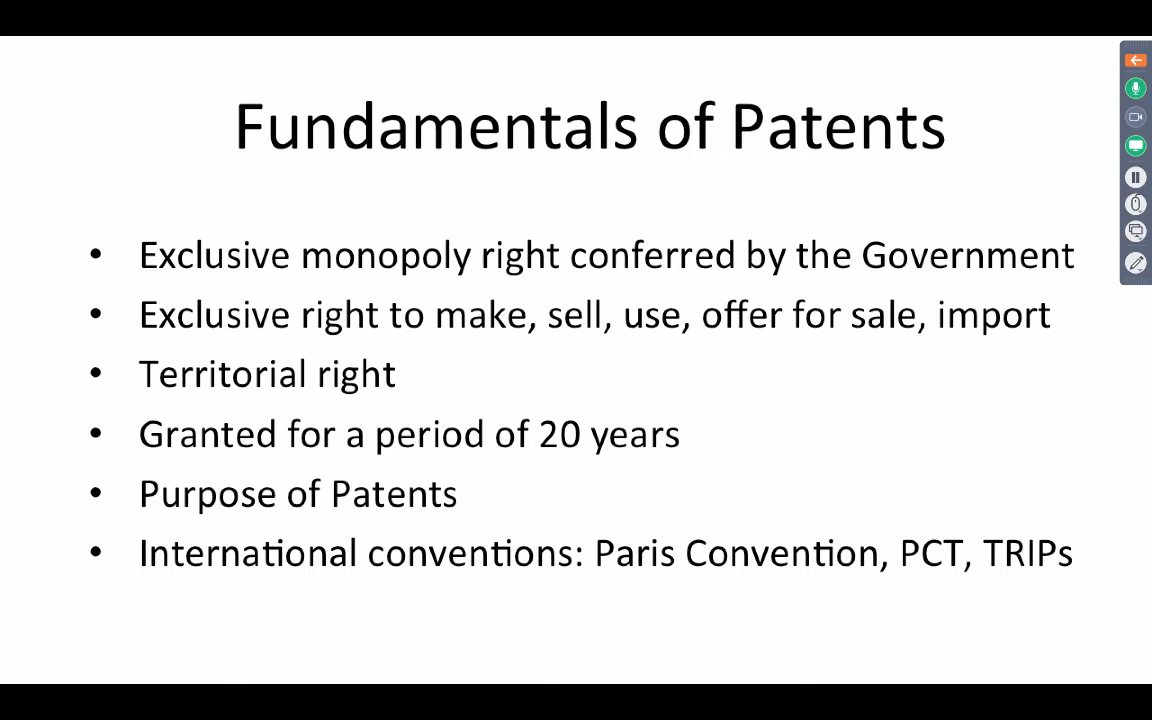 Fundamentals of Patents
• Exclusive monopoly right conferred by the Government
• Exclusive right to make, sell, use, offer for sale, import
• Territorial right
• Granted for a period of 20 years
• Purpose of Patents
• International conventions: Paris Convention, PCT, TRIPs